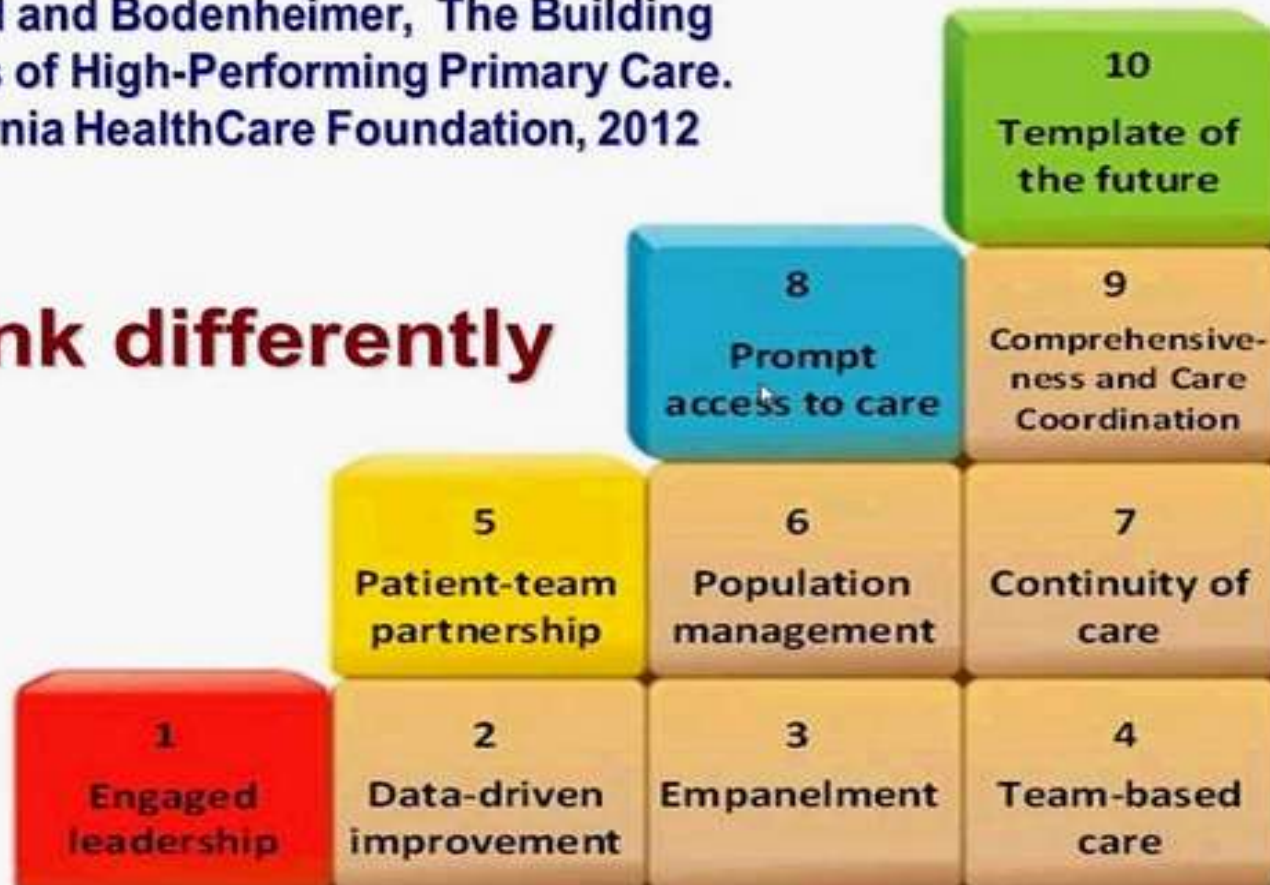 l and Bodenheimer, The Building
s of High-Performing Primary Care.
nia HealthCare Foundation, 2012
nk differently
10
Template of
the future
8
Prompt
access to care
9
Comprehensive-
ness and Care
Coordination
5
Patient-team
partnership
6
Population
management
7
Continuity of
care
1
Engaged
leadership
2
Data-driven
improvement
3
Empanelment
4
Team-based
care